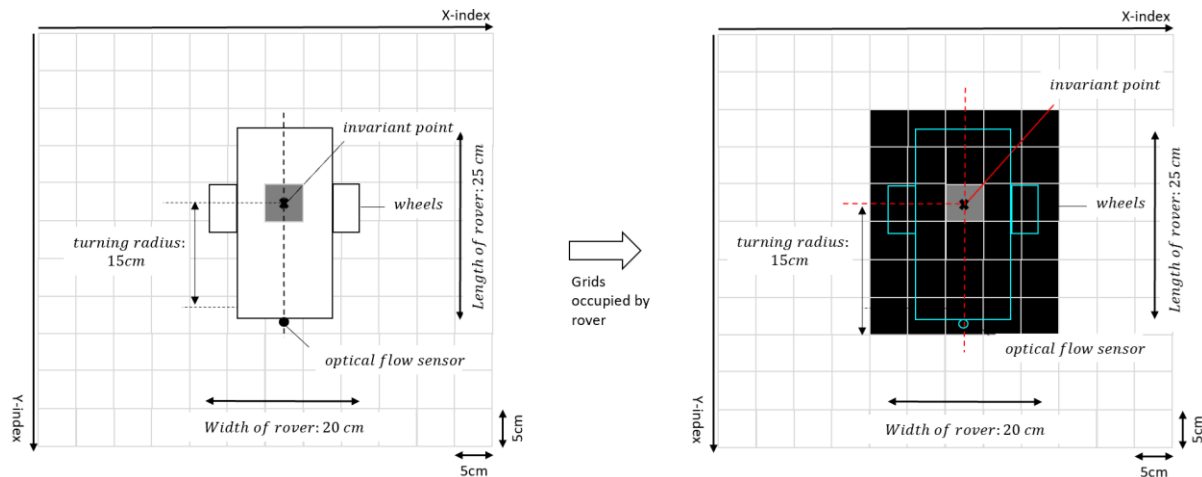 X-index
invariant point
wheels
Length of rover: 25 cm
turning radius:
15cm
optical flow sensor
Width of rover: 20 cm
Y-index
5cm
5cm
Grids
occupied by
rover
X-index
invariant point
wheels
Length of rover: 25 cm
turning radius:
15cm
optical flow sensor
Width of rover: 20 cm
Y-index
5cm
5cm